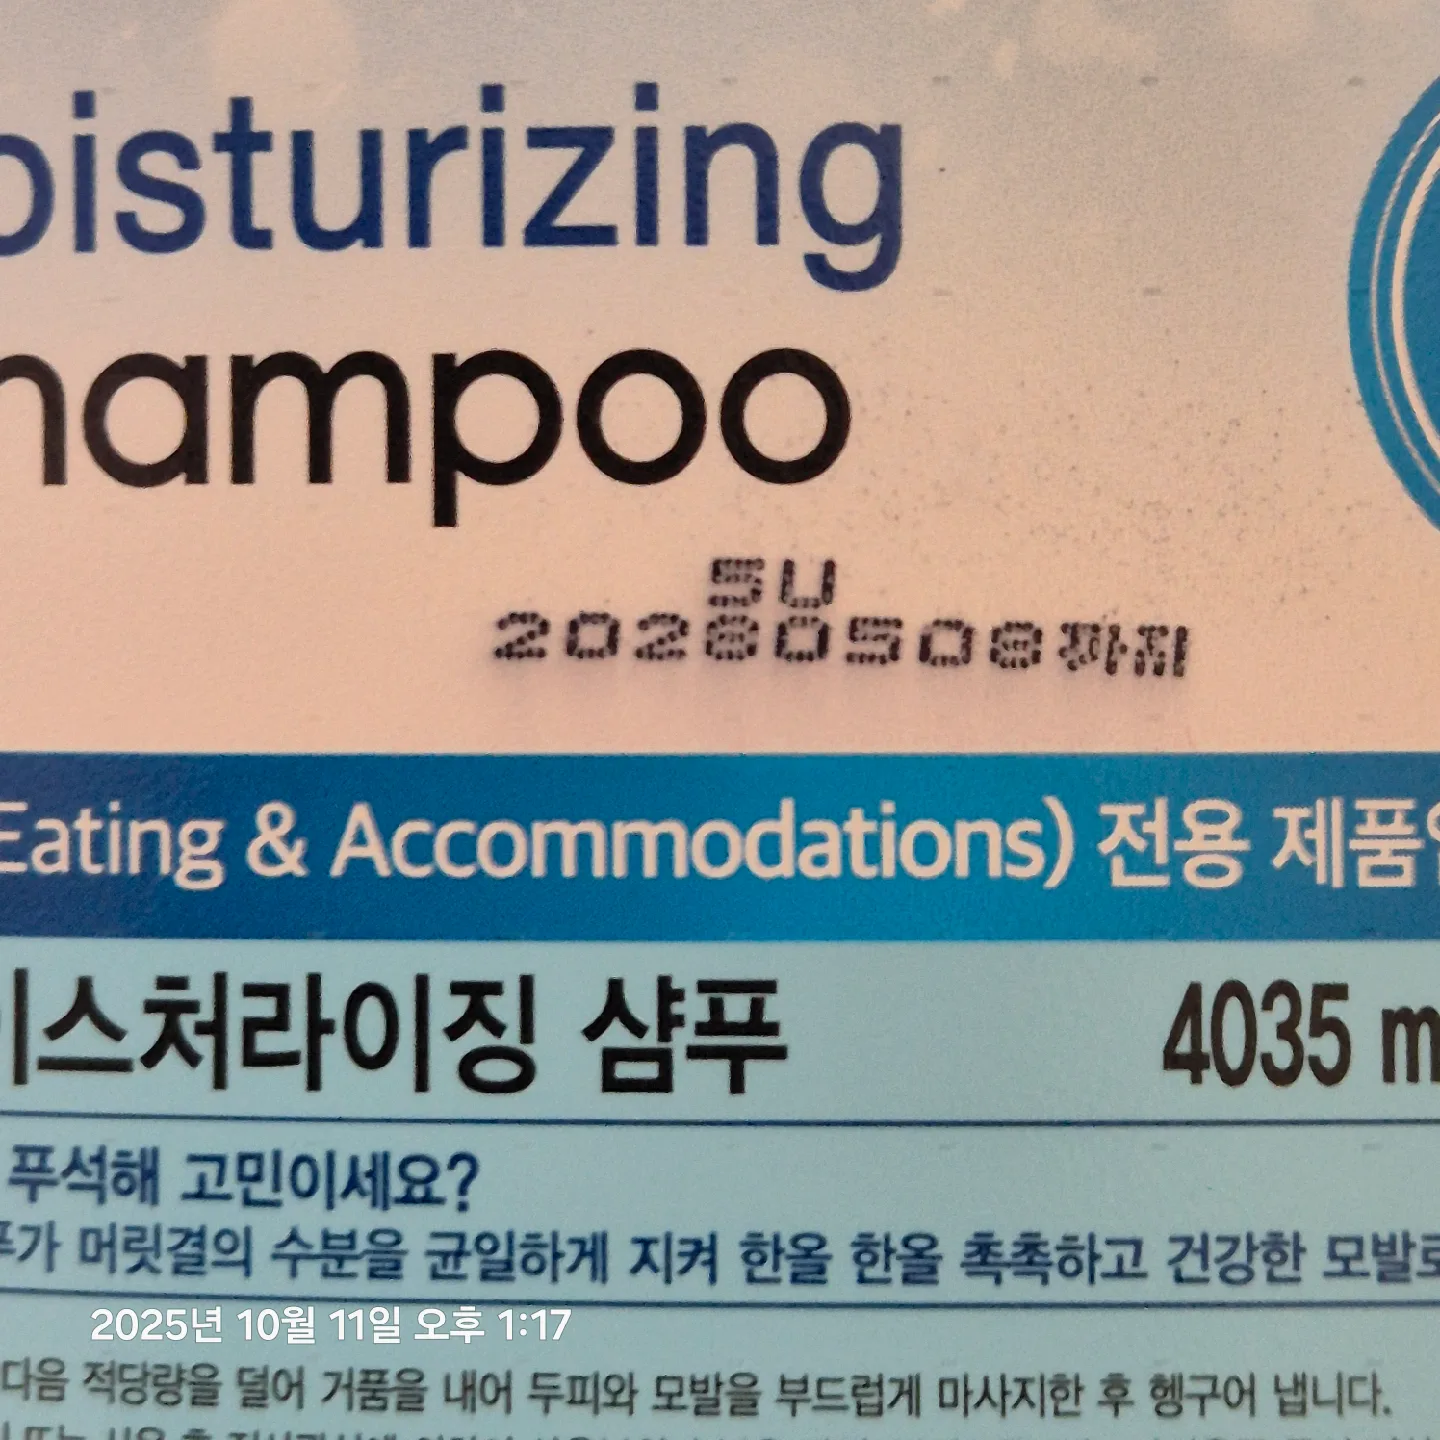 oisturizing
hampoo
5U
20280508까지
Eating & Accommodations) 전용 제품
이스처라이징 샴푸 4035 m
푸석해 고민이세요?
푸가 머릿결의 수분을 균일하게 지켜 한올 한올 촉촉하고 건강한 모발로
2025년 10월 11일 오후 1:17
다음 적당량을 덜어 거품을 내어 두피와 모발을 부드럽게 마사지한 후 헹구어 냅니다.